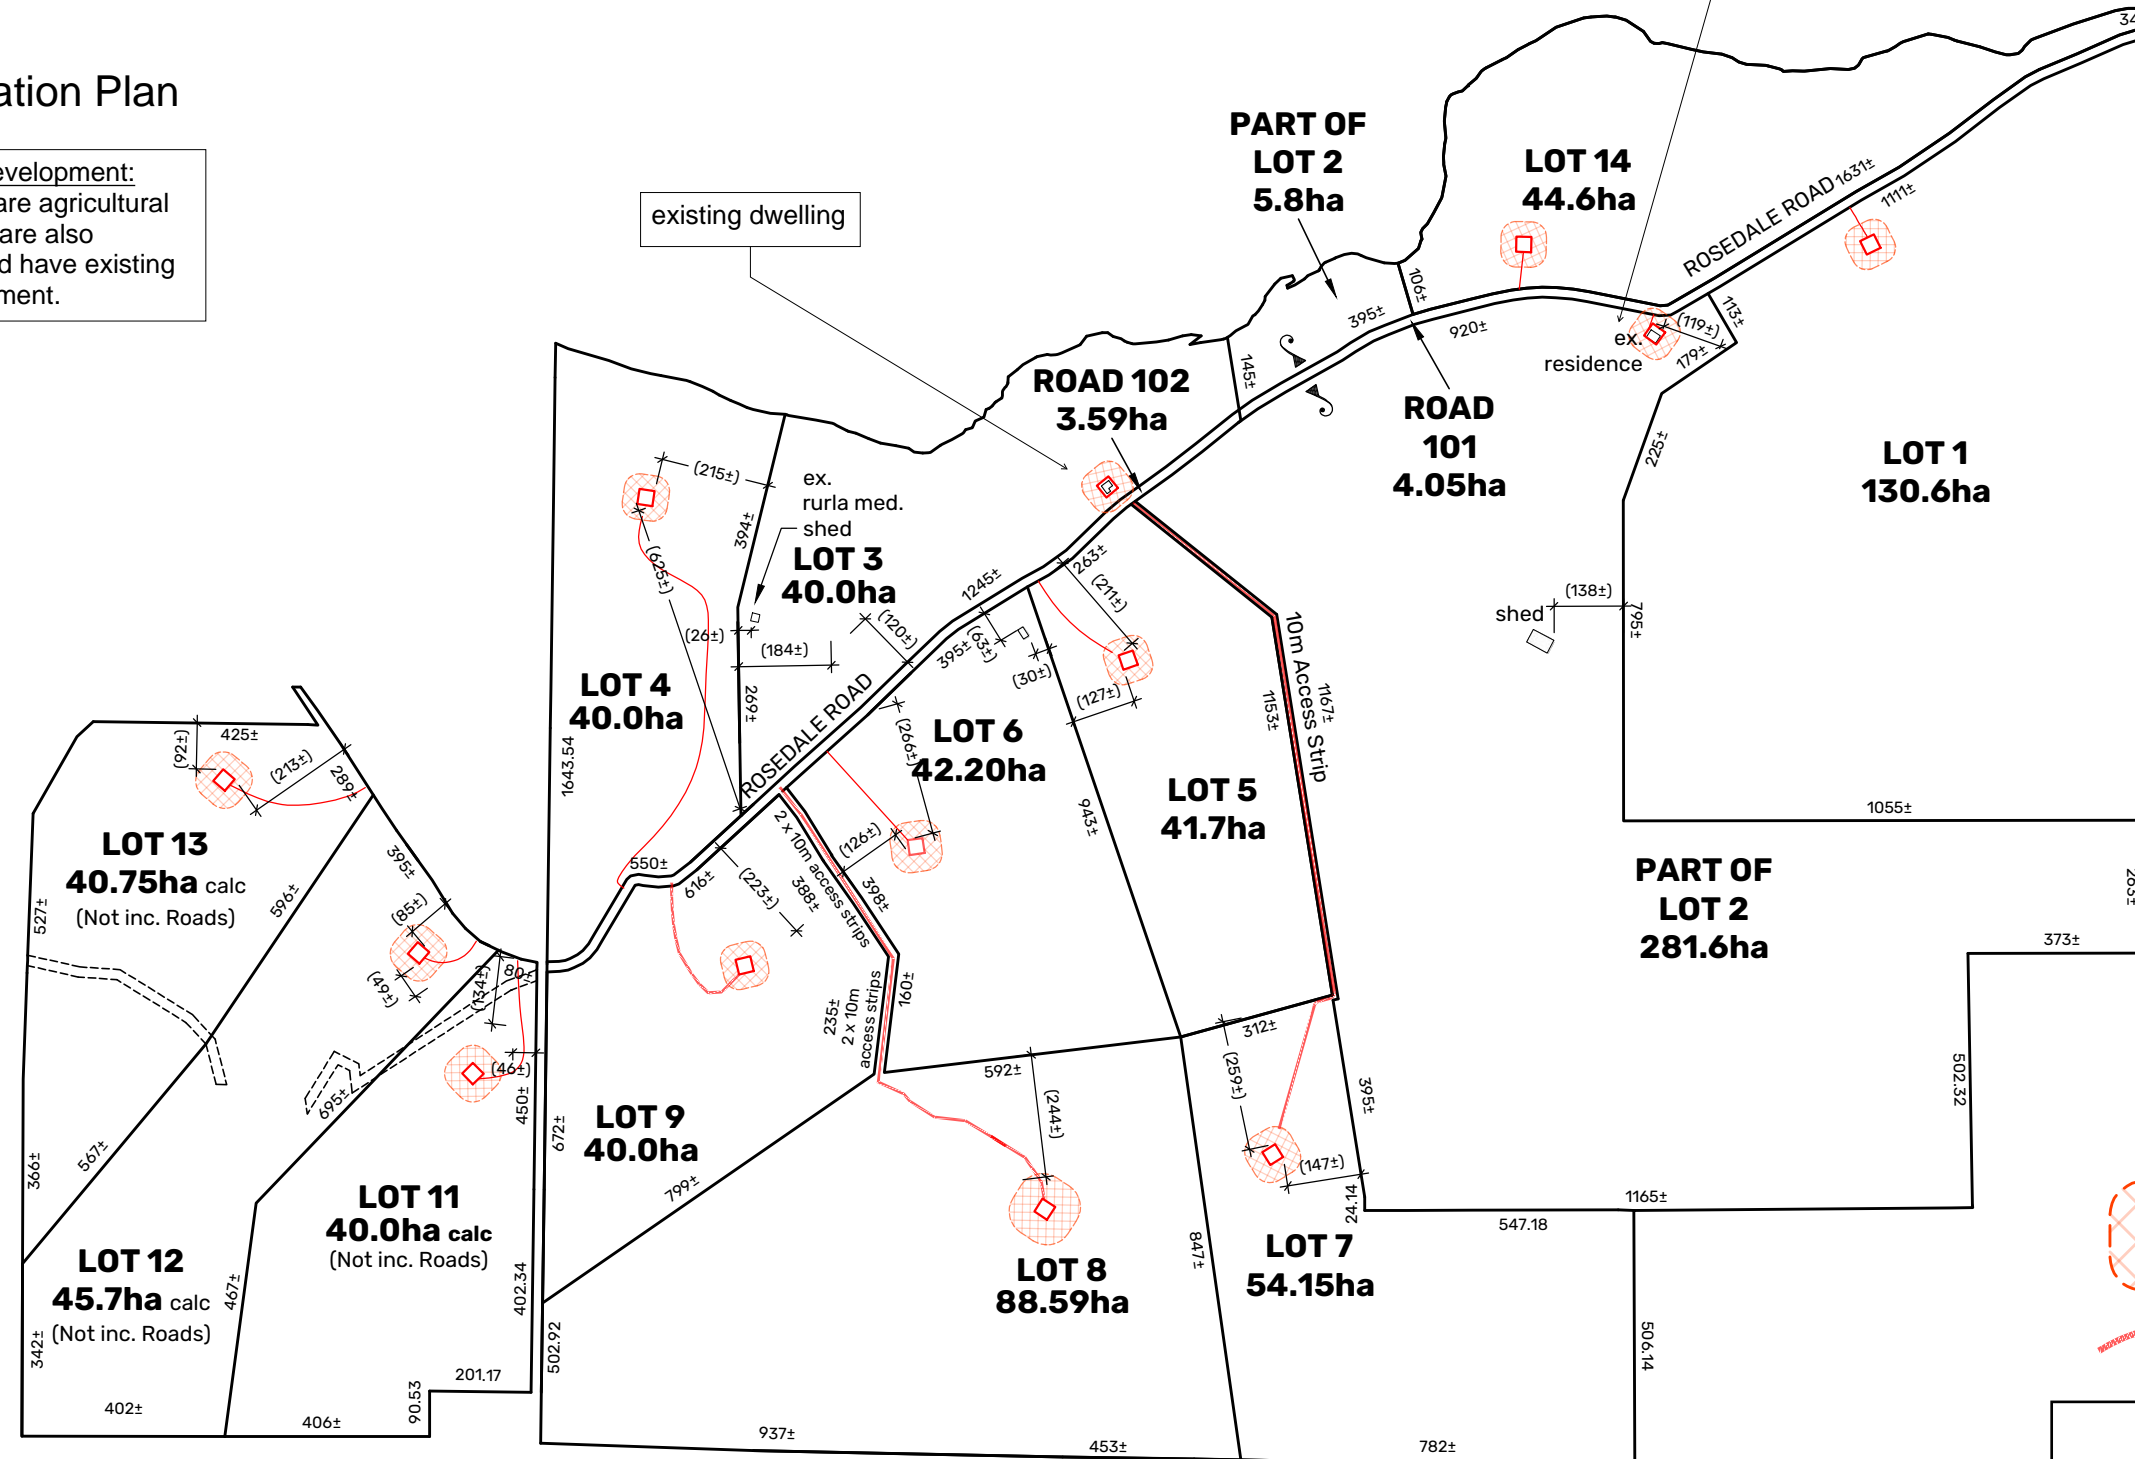 ation Plan
evelopment:
are agricultural
are also
d have existing
ment.
existing dwelling
PART OF
LOT 2
5.8ha
LOT 14
44.6ha
ROSEDALE ROAD
1631±
1111±
34
106±
395±
920±
145±
113±
(119±)
179±
ex.
residence
ROAD 102
3.59ha
ROAD
101
4.05ha
225±
LOT 1
130.6ha
(215±)
394±
ex.
rurla med.
shed
LOT 3
40.0ha
(625±)
(26±)
(184±)
(120±)
269±
1245±
395±
(63±)
(30±)
263±
(211±)
(127±)
10m Access Strip
1167±
1153±
shed
(138±)
795±
LOT 4
40.0ha
1643.54
ROSEDALE ROAD
(266±)
LOT 6
42.20ha
LOT 5
41.7ha
943±
1055±
(92±)
425±
(213±)
289±
LOT 13
40.75ha calc
(Not inc. Roads)
527±
596±
395±
(85±)
(49±)
550±
616±
(223±)
2 x 10m access strips
388±
398±
(126±)
235±
2 x 10m
access strips
160±
PART OF
LOT 2
281.6ha
283±
373±
502.32
80±
(134±)
(46±)
450±
695±
672±
LOT 9
40.0ha
592±
(244±)
312±
(259±)
395±
(147±)
24.14
366±
567±
799±
LOT 11
40.0ha calc
(Not inc. Roads)
LOT 12
45.7ha calc
(Not inc. Roads)
467±
402.34
342±
LOT 8
88.59ha
847±
LOT 7
54.15ha
1165±
547.18
506.14
502.92
201.17
90.53
402±
406±
937±
453±
782±